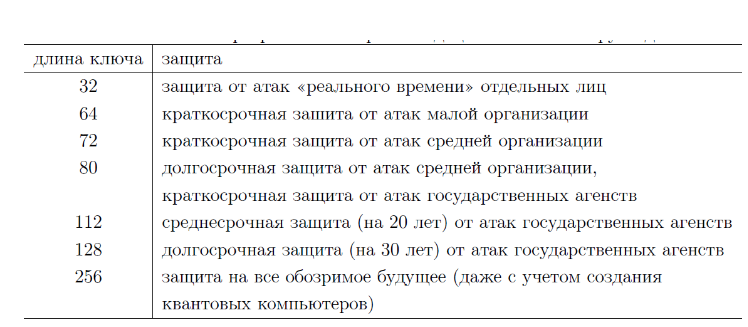 длина ключа защита
32 защита от атак «реального времени» отдельных лиц
64 краткосрочная зашита от атак малой организации
72 краткосрочная защита от атак средней организации
80 долгосрочная защита от атак средней организации,
краткосрочная защита от атак государственных агенств
112 среднесрочная защита (на 20 лет) от атак государственных агенств
128 долгосрочная защита (на 30 лет) от атак государственных агенств
256 защита на все обозримое будущее (даже с учетом создания
квантовых компьютеров)